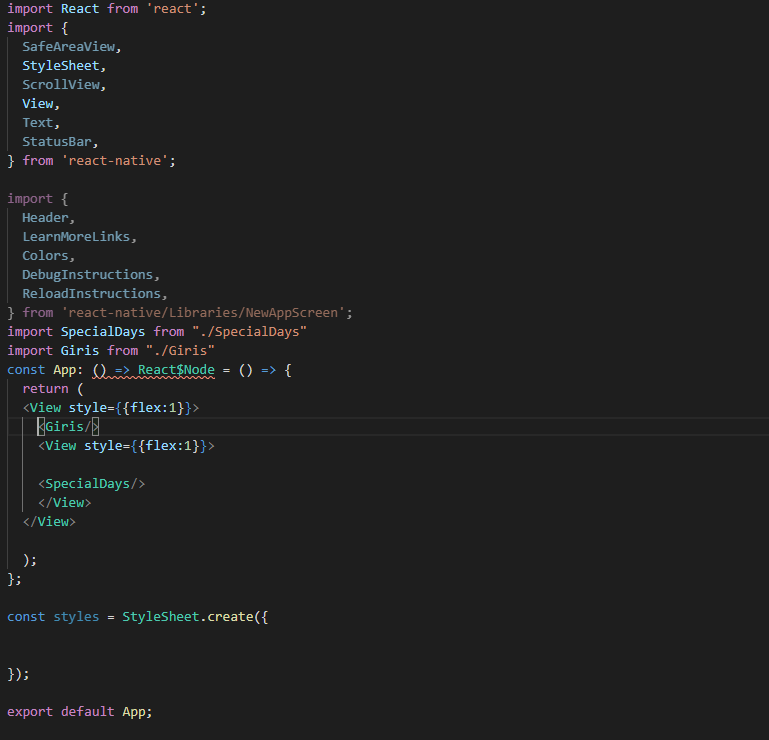 import React from 'react';
import {
  SafeAreaView,
  StyleSheet,
  ScrollView,
  View,
  Text,
  StatusBar,
} from 'react-native';

import {
  Header,
  LearnMoreLinks,
  Colors,
  DebugInstructions,
  ReloadInstructions,
} from 'react-native/Libraries/NewAppScreen';
import SpecialDays from "./SpecialDays"
import Giris from "./Giris"
const App: () => React$Node = () => {
  return (
  <View style={{flex:1}}>
    <Giris/>
    <View style={{flex:1}}>

    <SpecialDays/>
    </View>
  </View>

  );
};

const styles = StyleSheet.create({


});

export default App;